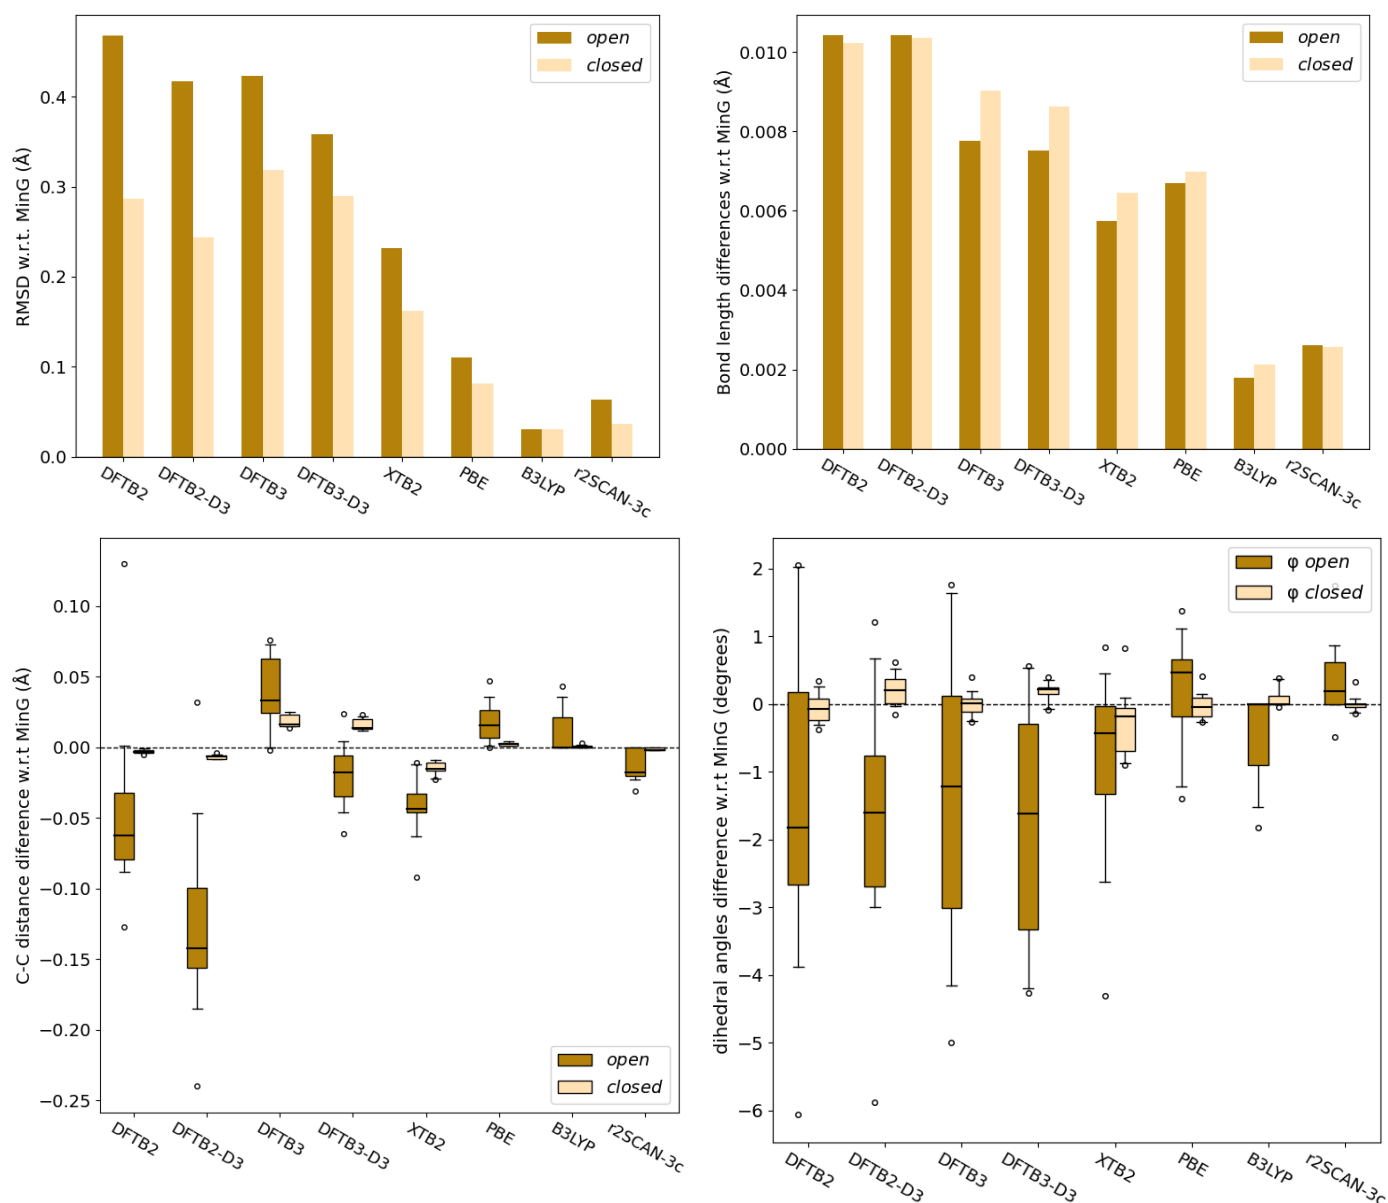 RMSD w.r.t. MinG (Å)
0.4
0.3
0.2
0.1
0.0
open
closed
DFTB2
DFTB2-D3
DFTB3
DFTB3-D3
XTB2
PBE
B3LYP
r2SCAN-3c
Bond length differences w.r.t MinG (Å)
0.010
0.008
0.006
0.004
0.002
0.000
open
closed
DFTB2
DFTB2-D3
DFTB3
DFTB3-D3
XTB2
PBE
B3LYP
r2SCAN-3c
C-C distance diference w.r.t MinG (Å)
0.10
0.05
0.00
−0.05
−0.10
−0.15
−0.20
−0.25
open
closed
DFTB2
DFTB2-D3
DFTB3
DFTB3-D3
XTB2
PBE
B3LYP
r2SCAN-3c
dihedral angles difference w.r.t MinG (degrees)
2
1
0
−1
−2
−3
−4
−5
−6
φ open
φ closed
DFTB2
DFTB2-D3
DFTB3
DFTB3-D3
XTB2
PBE
B3LYP
r2SCAN-3c